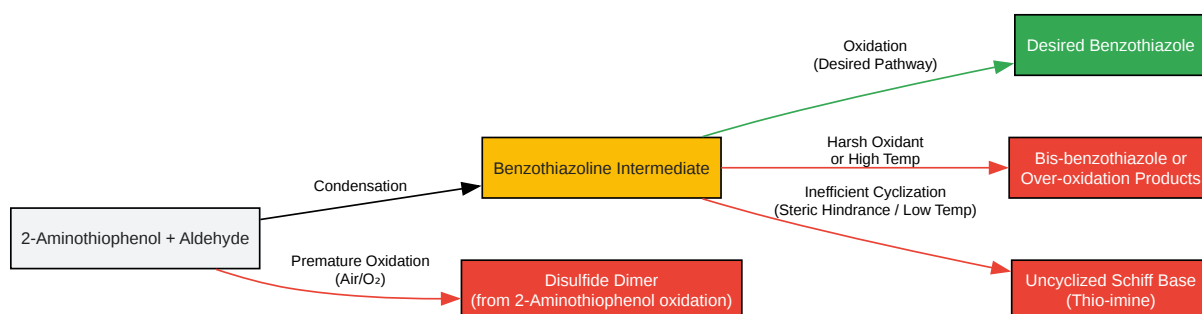 Desired Benzothiazole
Oxidation
(Desired Pathway)
Harsh Oxidant
or High Temp
Bis-benzothiazole or
Over-oxidation Products
Benzothiazoline Intermediate
Inefficient Cyclization
(Steric Hindrance / Low Temp)
Condensation
2-Aminothiophenol + Aldehyde
Premature Oxidation
(Air/O₂)
Disulfide Dimer
(from 2-Aminothiophenol oxidation)
Uncyclized Schiff Base
(Thio-imine)